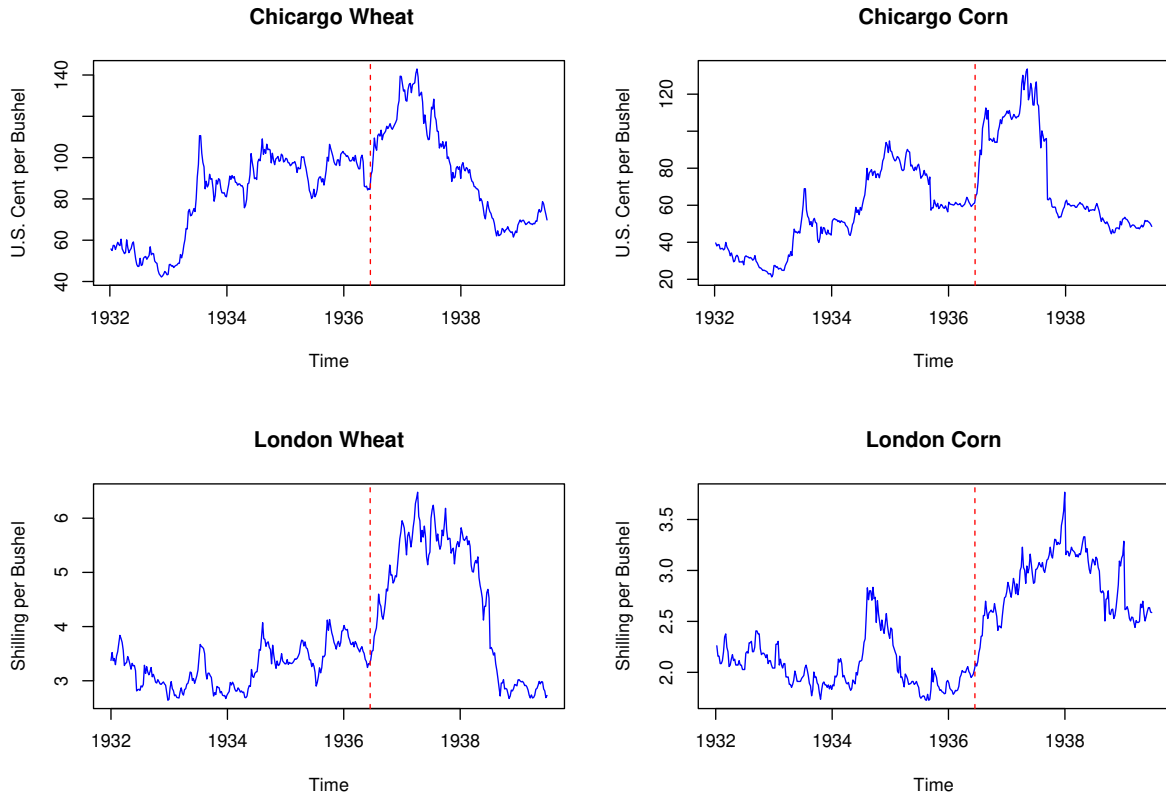 Chicargo Wheat
U.S. Cent per Bushel
140
100
80
60
40
1932
1934
1936
1938
Time
Chicargo Corn
U.S. Cent per Bushel
120
80
60
40
20
1932
1934
1936
1938
Time
London Wheat
Shilling per Bushel
6
5
4
3
1932
1934
1936
1938
Time
London Corn
Shilling per Bushel
3.5
3.0
2.5
2.0
1932
1934
1936
1938
Time